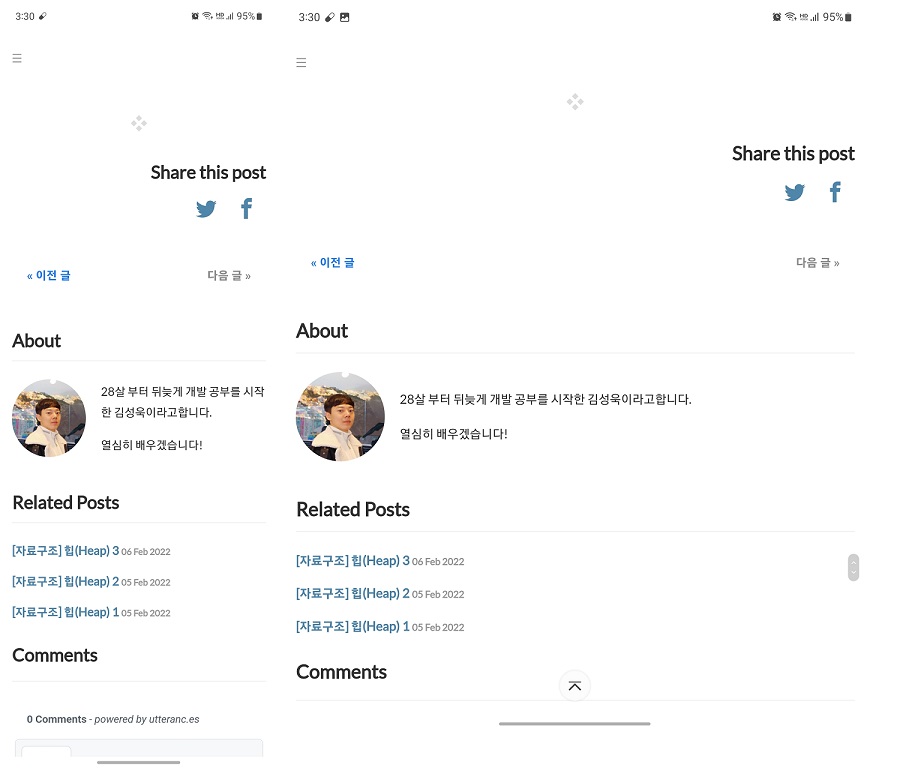 3:30
95%
Share this post
« 이전 글
다음 글 »
About
28살 부터 뒤늦게 개발 공부를 시작
한 김성욱이라고합니다.
열심히 배우겠습니다!
Related Posts
[자료구조] 힙(Heap) 3 06 Feb 2022
[자료구조] 힙(Heap) 2 05 Feb 2022
[자료구조] 힙(Heap) 1 05 Feb 2022
Comments
0 Comments - powered by utteranc.es
3:30
95%
Share this post
« 이전 글
다음 글 »
About
28살 부터 뒤늦게 개발 공부를 시작한 김성욱이라고합니다.
열심히 배우겠습니다!
Related Posts
[자료구조] 힙(Heap) 3 06 Feb 2022
[자료구조] 힙(Heap) 2 05 Feb 2022
[자료구조] 힙(Heap) 1 05 Feb 2022
Comments